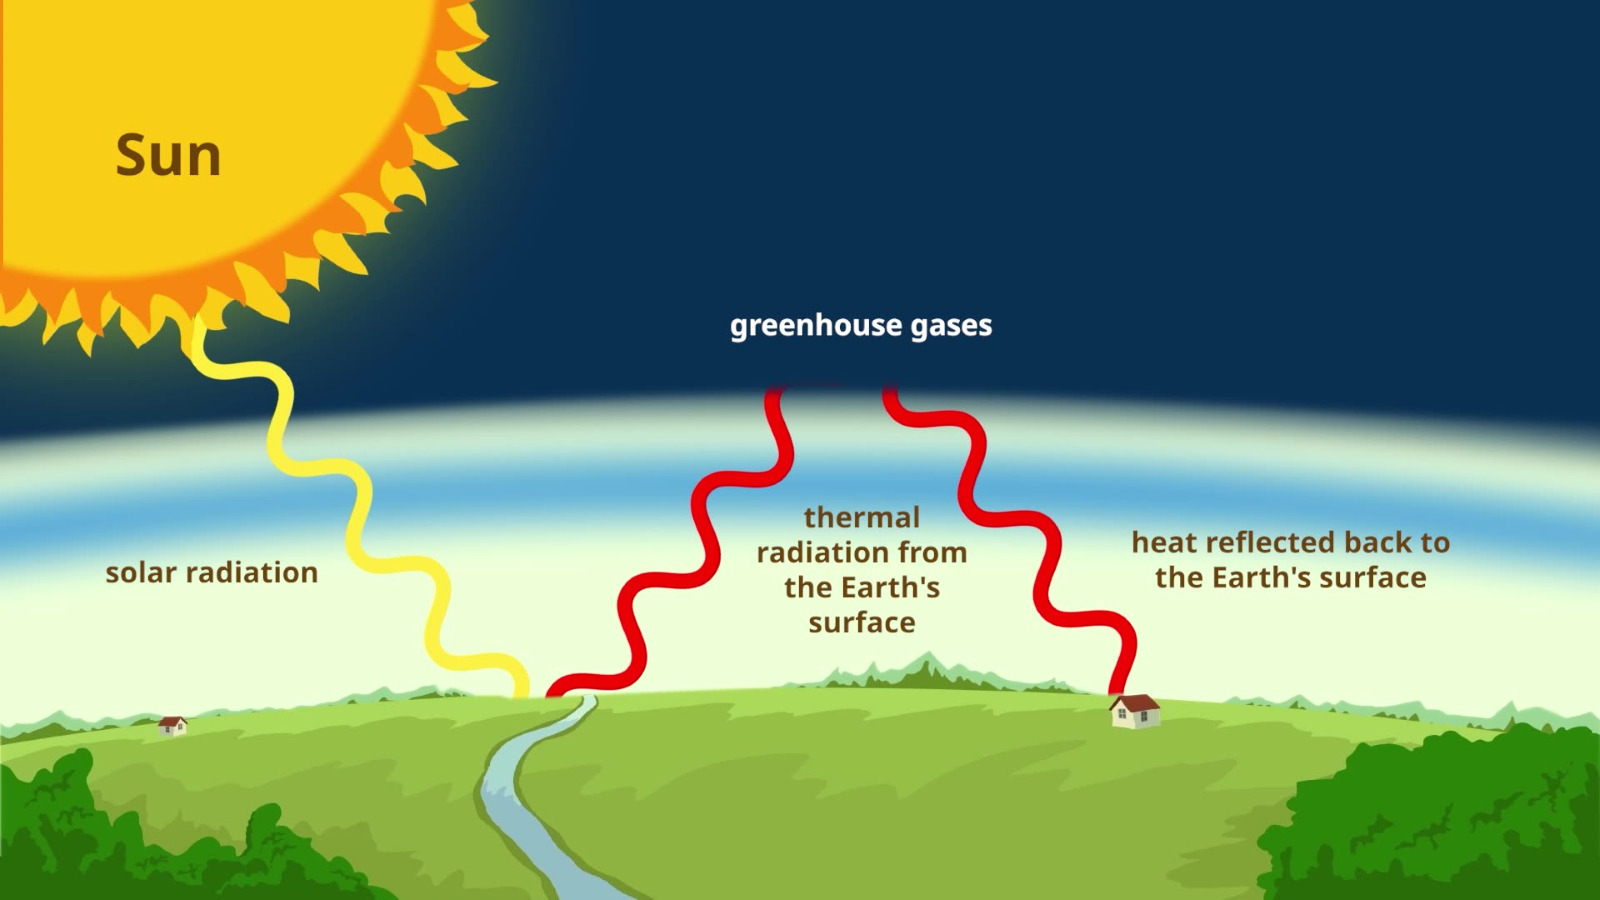 Sun
greenhouse gases
solar radiation
thermal
radiation from
the Earth's
surface
heat reflected back to
the Earth's surface